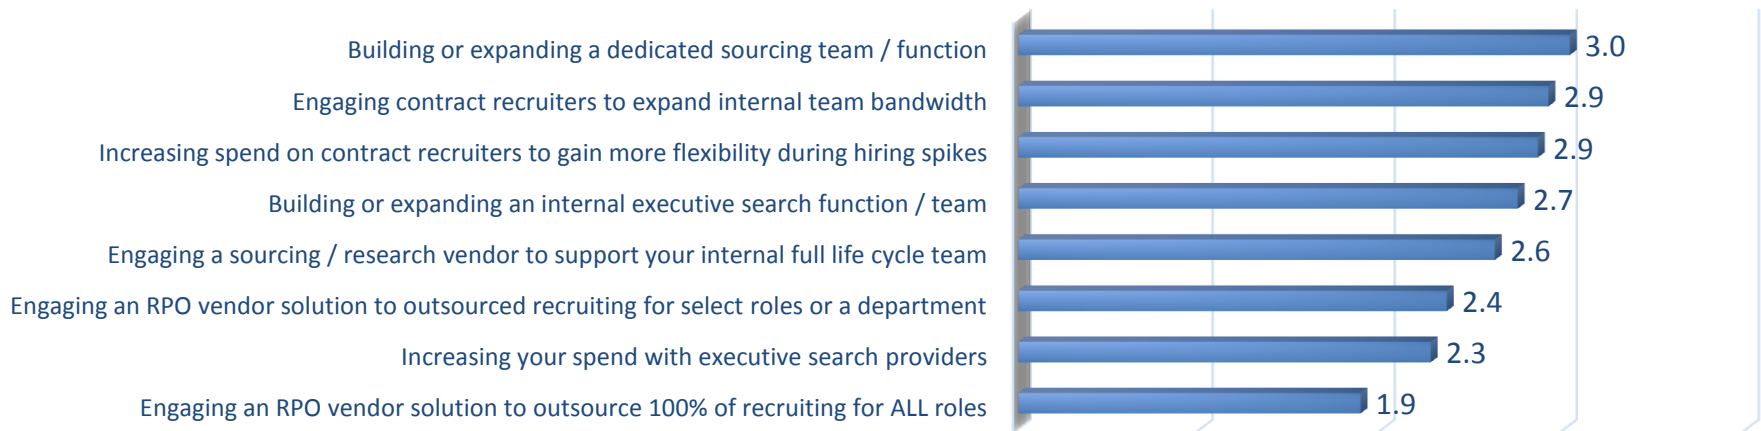 Building or expanding a dedicated sourcing team / function 3.0
Engaging contract recruiters to expand internal team bandwidth 2.9
Increasing spend on contract recruiters to gain more flexibility during hiring spikes 2.9
Building or expanding an internal executive search function / team 2.7
Engaging a sourcing / research vendor to support your internal full life cycle team 2.6
Engaging an RPO vendor solution to outsourced recruiting for select roles or a department 2.4
Increasing your spend with executive search providers 2.3
Engaging an RPO vendor solution to outsource 100% of recruiting for ALL roles 1.9